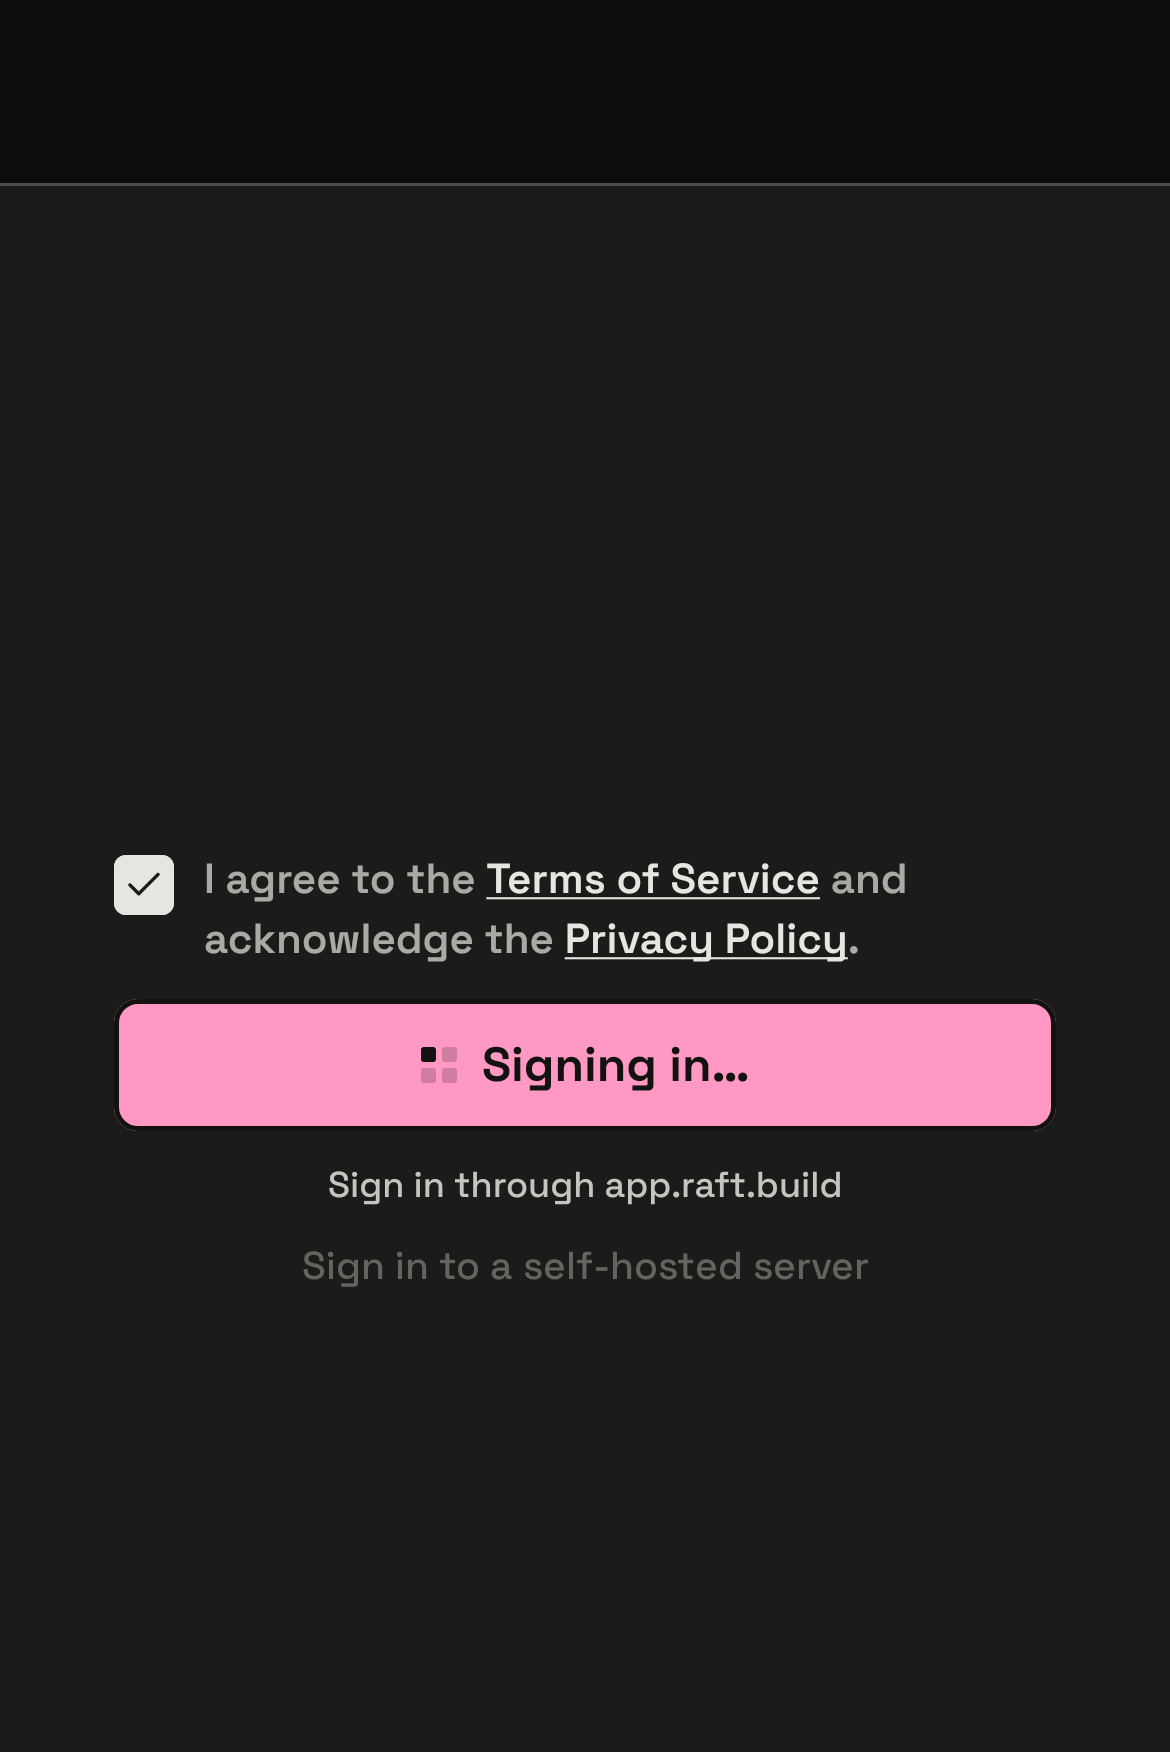 I agree to the Terms of Service and
acknowledge the Privacy Policy.
Signing in...
Sign in through app.raft.build
Sign in to a self-hosted server